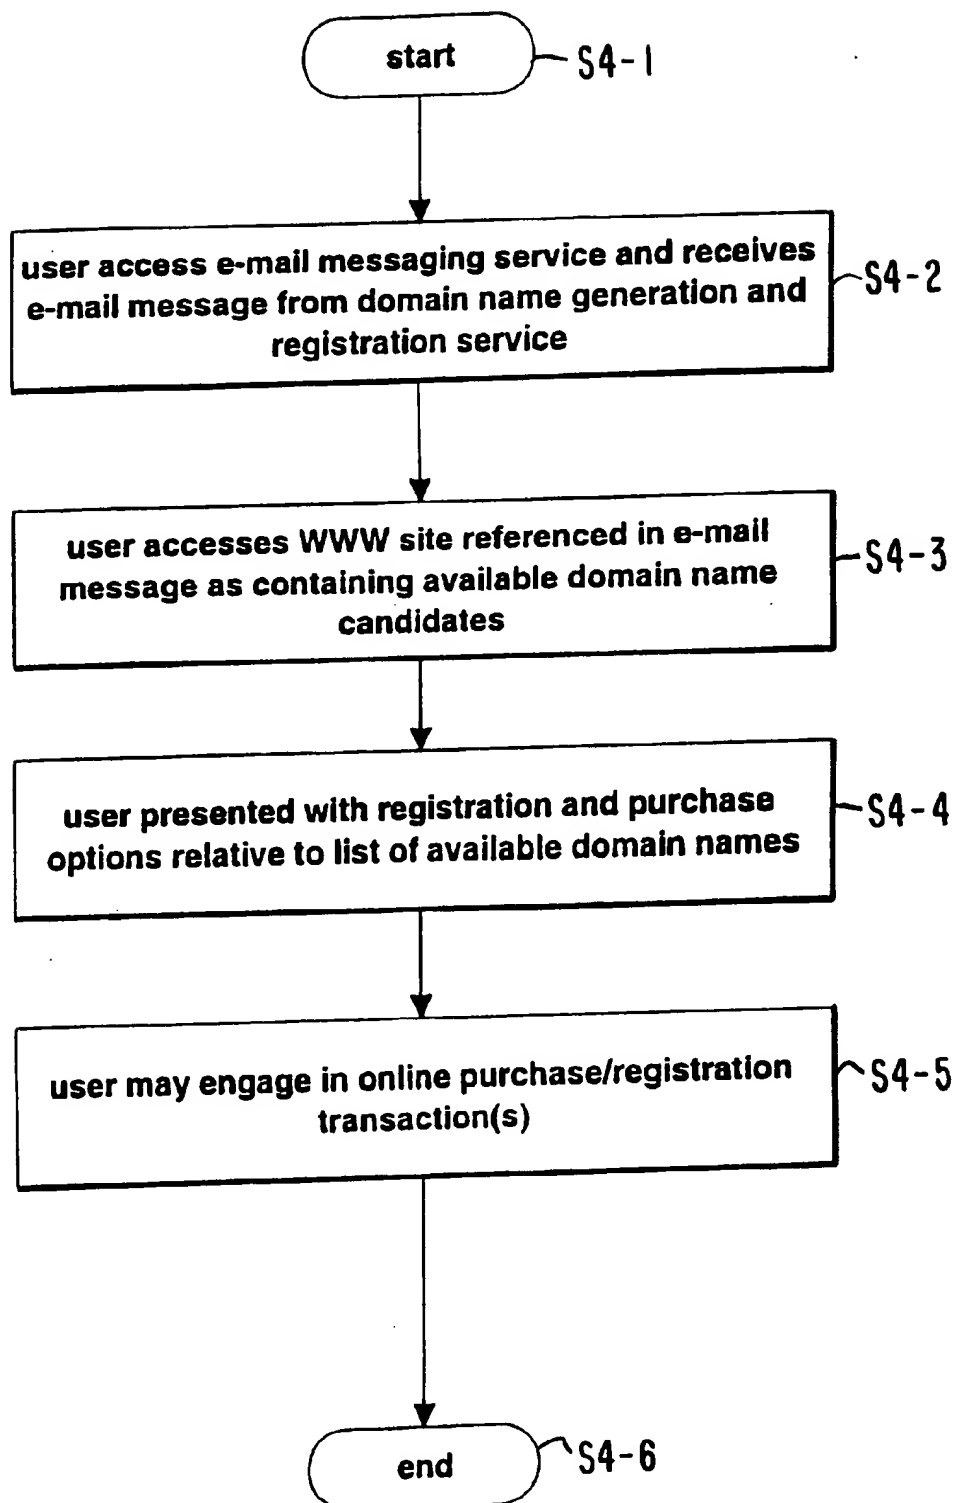 start
S4-1
user access e-mail messaging service and receives
e-mail message from domain name generation and
registration service
S4-2
user accesses WWW site referenced in e-mail
message as containing available domain name
candidates
S4-3
user presented with registration and purchase
options relative to list of available domain names
S4-4
user may engage in online purchase/registration
transaction(s)
S4-5
end
S4-6